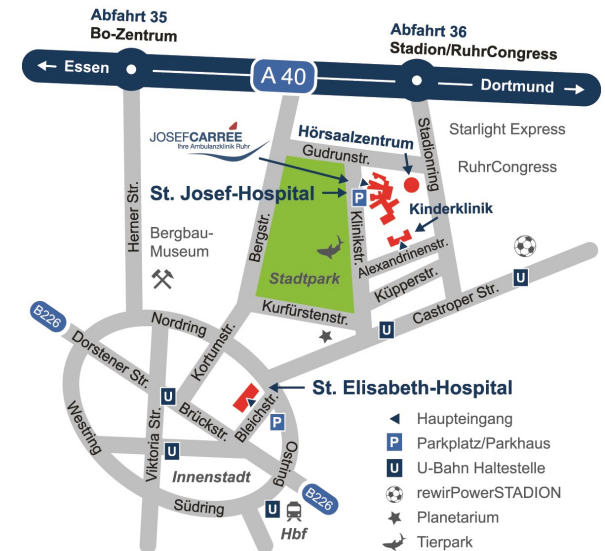 Abfahrt 35
Bo-Zentrum
Abfahrt 36
Stadion/RuhrCongress
Essen
A 40
Dortmund
JOSEFCARRÉE
Ihre Ambulanzklinik Ruhr
Hörsaalzentrum
Gudrunstr.
Stadionring
Starlight Express
RuhrCongress
St. Josef-Hospital
P
Klinikstr.
Kinderklinik
Herner Str.
Bergbau-
Museum
Bergstr.
Stadtpark
Alexandrinenstr.
Küpperstr.
Castroper Str.
U
U
Kurfürstenstr.
B226
Nordring
Dorstener Str.
Kortumstr.
St. Elisabeth-Hospital
U
Brückstr.
Bleichstr.
P
Westring
Viktoria Str.
U
Innenstadt
Ostring
B226
Südring
U
Hbf
Haupteingang
P Parkplatz/Parkhaus
U U-Bahn Haltestelle
rewirPowerSTADION
Planetarium
Tierpark